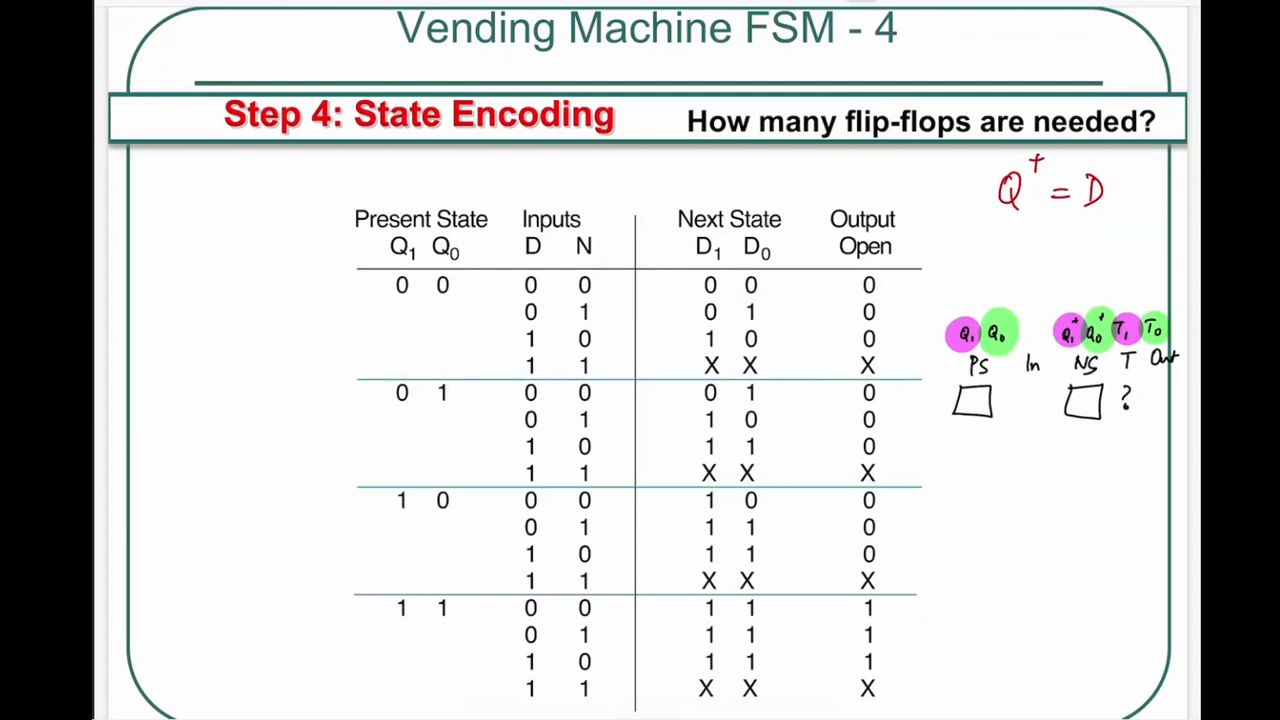 Vending Machine FSM - 4
Step 4: State Encoding
How many flip-flops are needed?
Q⁺ = D
Present State Inputs Next State Output
Q₁ Q₀ D N D₁ D₀ Open
0 0 0 0 0 0 0
0 1 0 1 0
1 0 1 0 0
1 1 X X X
0 1 0 0 0 1 0
0 1 1 0 0
1 0 1 1 0
1 1 X X X
1 0 0 0 1 0 0
0 1 1 1 0
1 0 1 1 0
1 1 X X X
1 1 0 0 1 1 1
0 1 1 1 1
1 0 1 1 1
1 1 X X X
Q₁ Q₀ Q₁⁺ Q₀⁺ T₁ T₀
PS In NS T Out
?